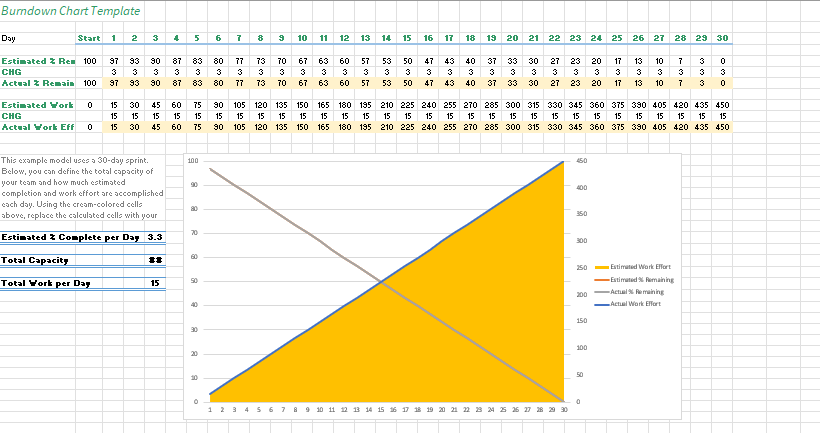 Burndown Chart Template
Day Start 1 2 3 4 5 6 7 8 9 10 11 12 13 14 15 16 17 18 19 20 21 22 23 24 25 26 27 28 29 30
Estimated % Rem 100 97 93 90 87 83 80 77 73 70 67 63 60 57 53 50 47 43 40 37 33 30 27 23 20 17 13 10 7 3 0
CHG 3 3 3 3 3 3 3 3 3 3 3 3 3 3 3 3 3 3 3 3 3 3 3 3 3 3 3 3 3 3
Actual % Remain 100 97 93 90 87 83 80 77 73 70 67 63 60 57 53 50 47 43 40 37 33 30 27 23 20 17 13 10 7 3 0
Estimated Work 0 15 30 45 60 75 90 105 120 135 150 165 180 195 210 225 240 255 270 285 300 315 330 345 360 375 390 405 420 435 450
CHG 15 15 15 15 15 15 15 15 15 15 15 15 15 15 15 15 15 15 15 15 15 15 15 15 15 15 15 15 15 15
Actual Work Eff 0 15 30 45 60 75 90 105 120 135 150 165 180 195 210 225 240 255 270 285 300 315 330 345 360 375 390 405 420 435 450
This example model uses a 30-day sprint.
Below, you can define the total capacity of
your team and how much estimated
completion and work effort are accomplished
each day. Using the cream-colored cells
above, replace the calculated cells with your
Estimated % Complete per Day 3.3
Total Capacity 88
Total Work per Day 15
100
90
80
70
60
50
40
30
20
10
0
450
400
350
300
250
200
150
100
50
0
1 2 3 4 5 6 7 8 9 10 11 12 13 14 15 16 17 18 19 20 21 22 23 24 25 26 27 28 29 30
Estimated Work Effort
Estimated % Remaining
Actual % Remaining
Actual Work Effort